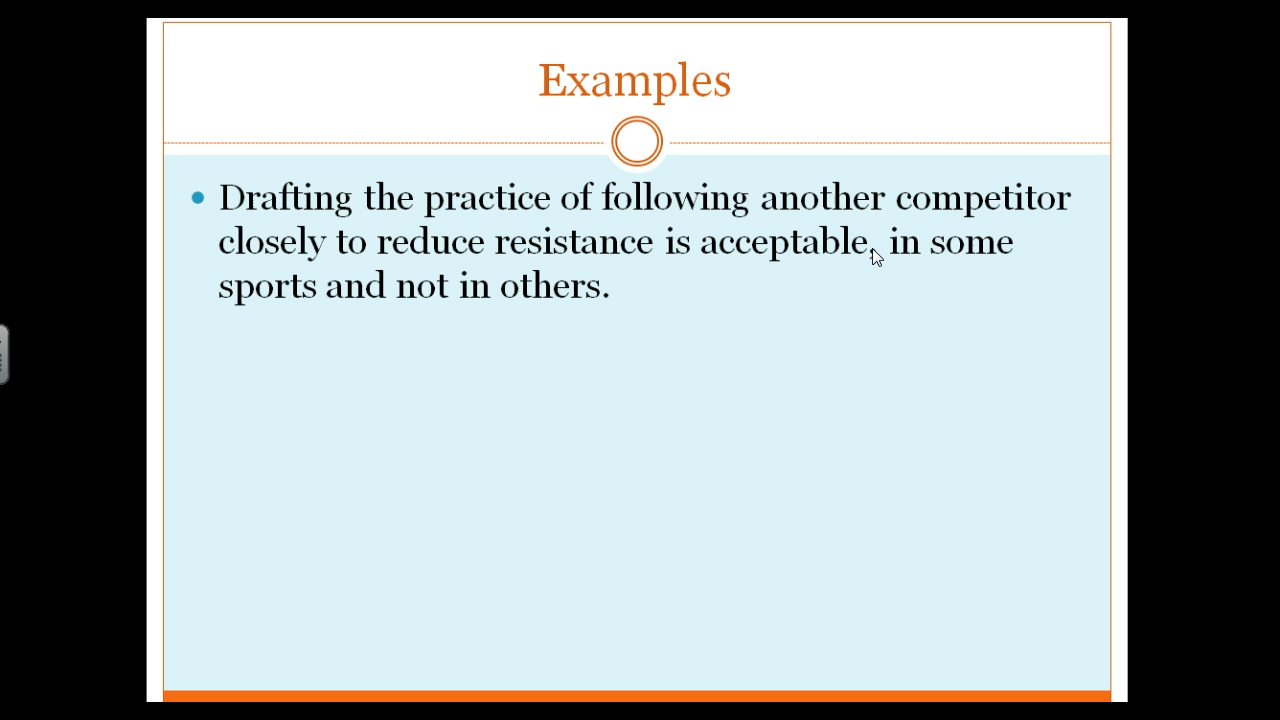 Examples
Drafting the practice of following another competitor
closely to reduce resistance is acceptable, in some
sports and not in others.